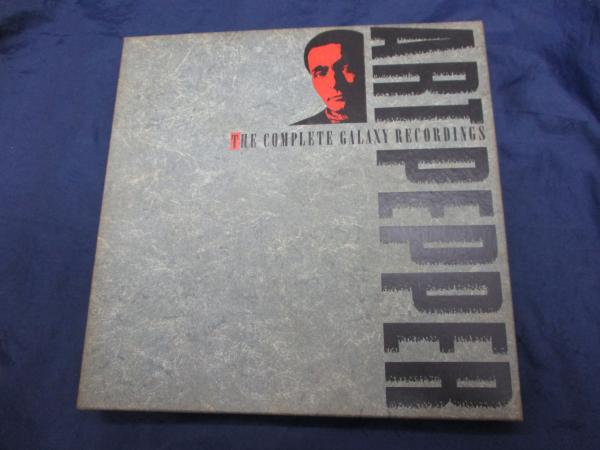 ART PEPPER
THE COMPLETE GALAXY RECORDINGS